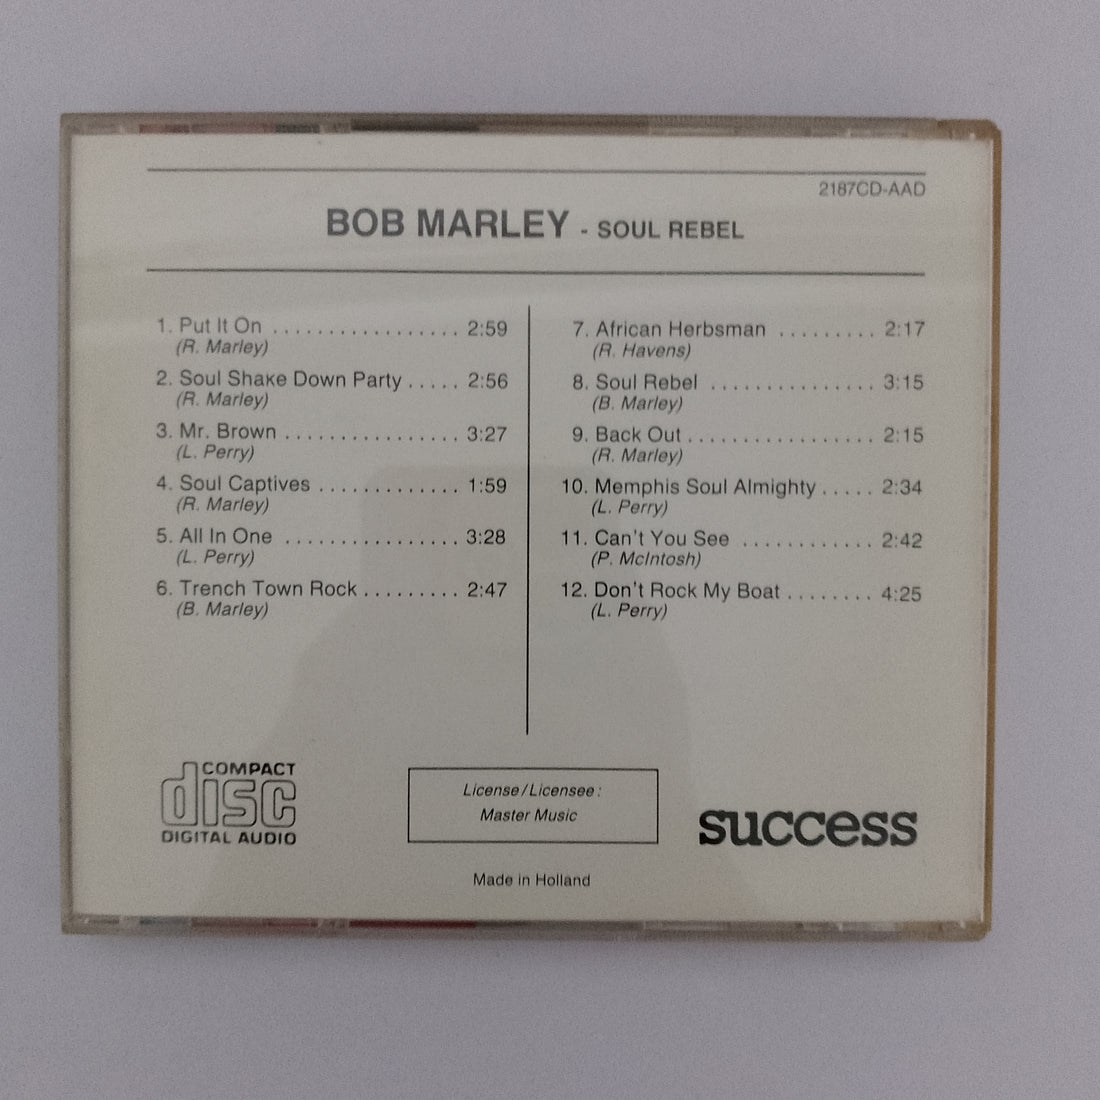 2187CD-AAD
BOB MARLEY - SOUL REBEL
1. Put It On ................. 2:59
(R. Marley)
2. Soul Shake Down Party ..... 2:56
(R. Marley)
3. Mr. Brown ................ 3:27
(L. Perry)
4. Soul Captives ............. 1:59
(R. Marley)
5. All In One ................ 3:28
(L. Perry)
6. Trench Town Rock ......... 2:47
(B. Marley)
7. African Herbsman ......... 2:17
(R. Havens)
8. Soul Rebel ............... 3:15
(B. Marley)
9. Back Out ................. 2:15
(R. Marley)
10. Memphis Soul Almighty ..... 2:34
(L. Perry)
11. Can't You See ............ 2:42
(P. McIntosh)
12. Don't Rock My Boat ........ 4:25
(L. Perry)
COMPACT
disc
DIGITAL AUDIO
License/Licensee:
Master Music
success
Made in Holland